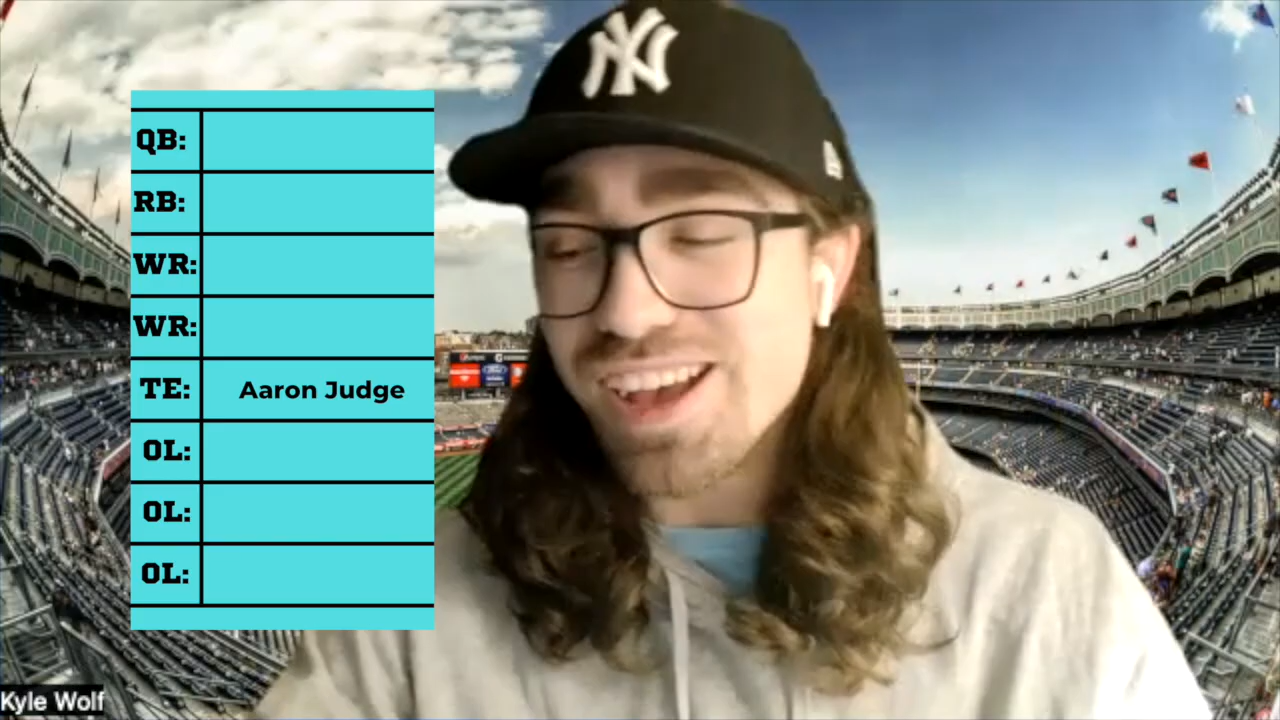 NY
QB:
RB:
WR:
WR:
TE: Aaron Judge
OL:
OL:
OL:
Kyle Wolf